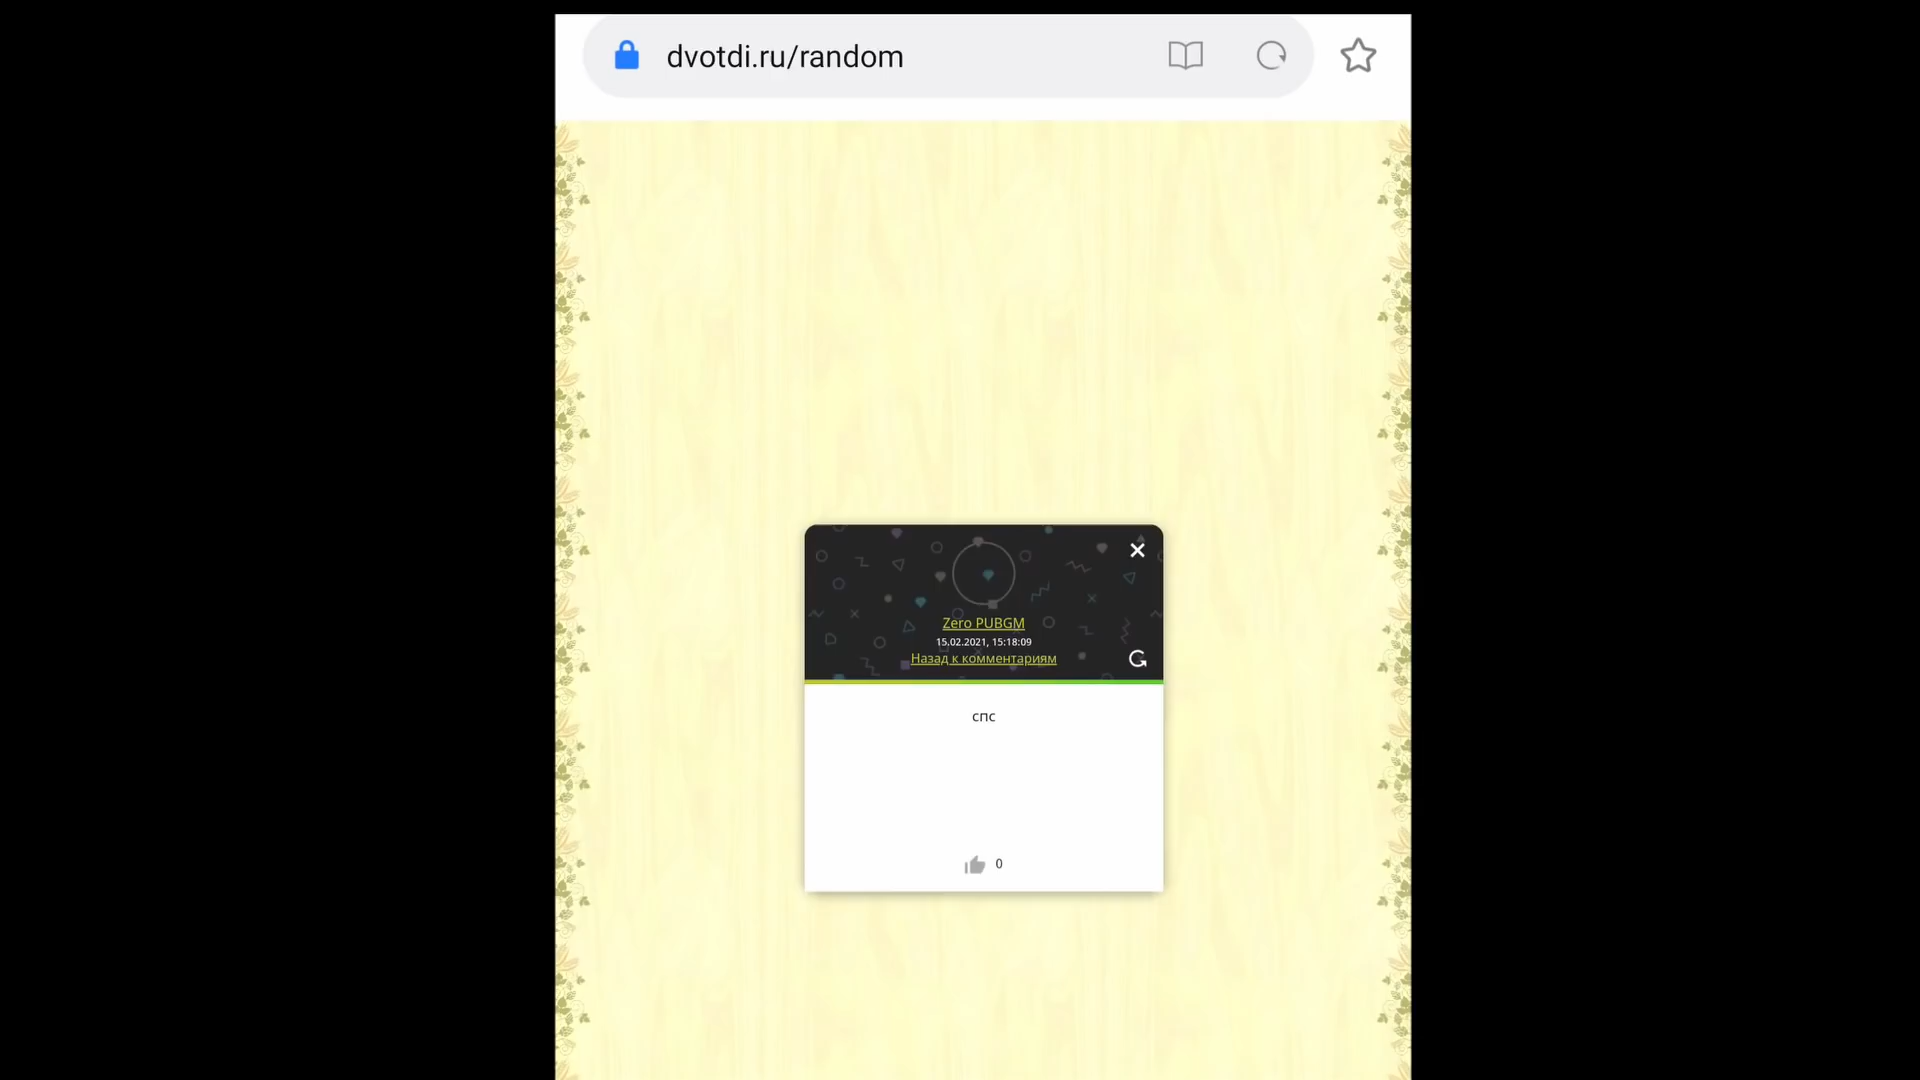 dvotdi.ru/random
Zero PUBGM
15.02.2021, 15:18:09
Назад к комментариям
спс
0